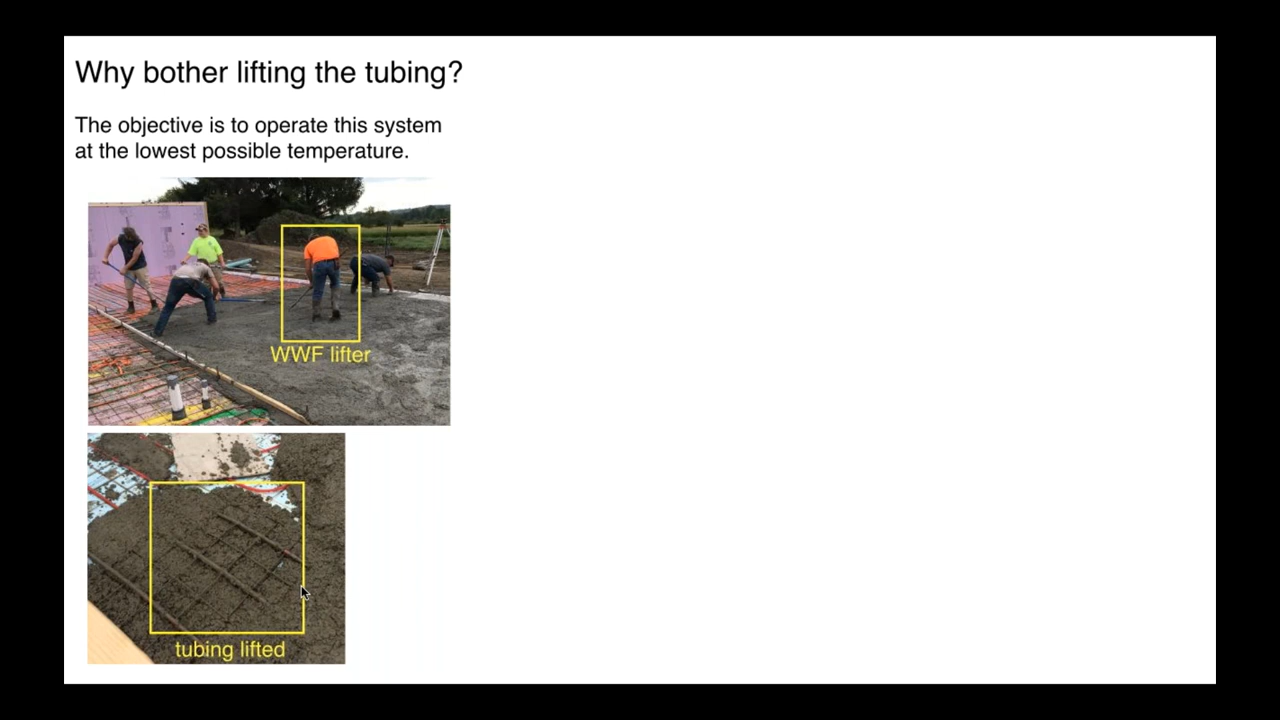 Why bother lifting the tubing?
The objective is to operate this system
at the lowest possible temperature.
WWF lifter
tubing lifted